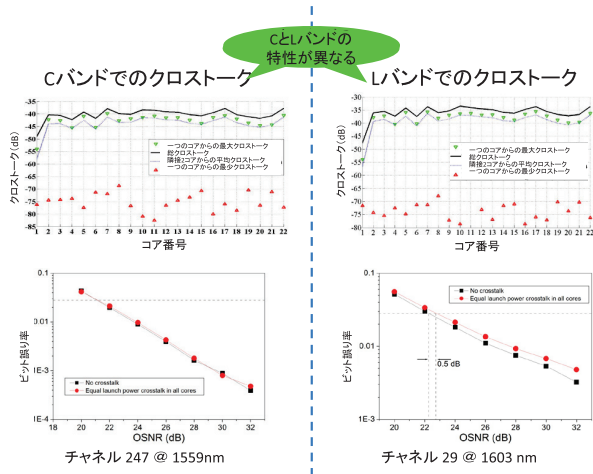 CとLバンドの
特性が異なる
Cバンドでのクロストーク
Lバンドでのクロストーク
クロストーク(dB)
-35
-40
-45
-50
-55
-60
-65
-70
-75
-80
-85
一つのコアからの最大クロストーク
総クロストーク
隣接2コアからの平均クロストーク
一つのコアからの最少クロストーク
1 2 3 4 5 6 7 8 9 10 11 12 13 14 15 16 17 18 19 20 21 22
コア番号
クロストーク(dB)
-30
-35
-40
-45
-50
-55
-60
-65
-70
-75
-80
一つのコアからの最大クロストーク
総クロストーク
隣接2コアからの平均クロストーク
一つのコアからの最少クロストーク
1 2 3 4 5 6 7 8 9 10 11 12 13 14 15 16 17 18 19 20 21 22
コア番号
ビット誤り率
0.1
0.01
1E-3
1E-4
No crosstalk
Equal launch power crosstalk in all cores
18 20 22 24 26 28 30 32
OSNR (dB)
チャネル 247 @ 1559nm
ビット誤り率
0.1
0.01
1E-3
No crosstalk
Equal launch power crosstalk in all cores
0.5 dB
20 22 24 26 28 30 32
OSNR (dB)
チャネル 29 @ 1603 nm